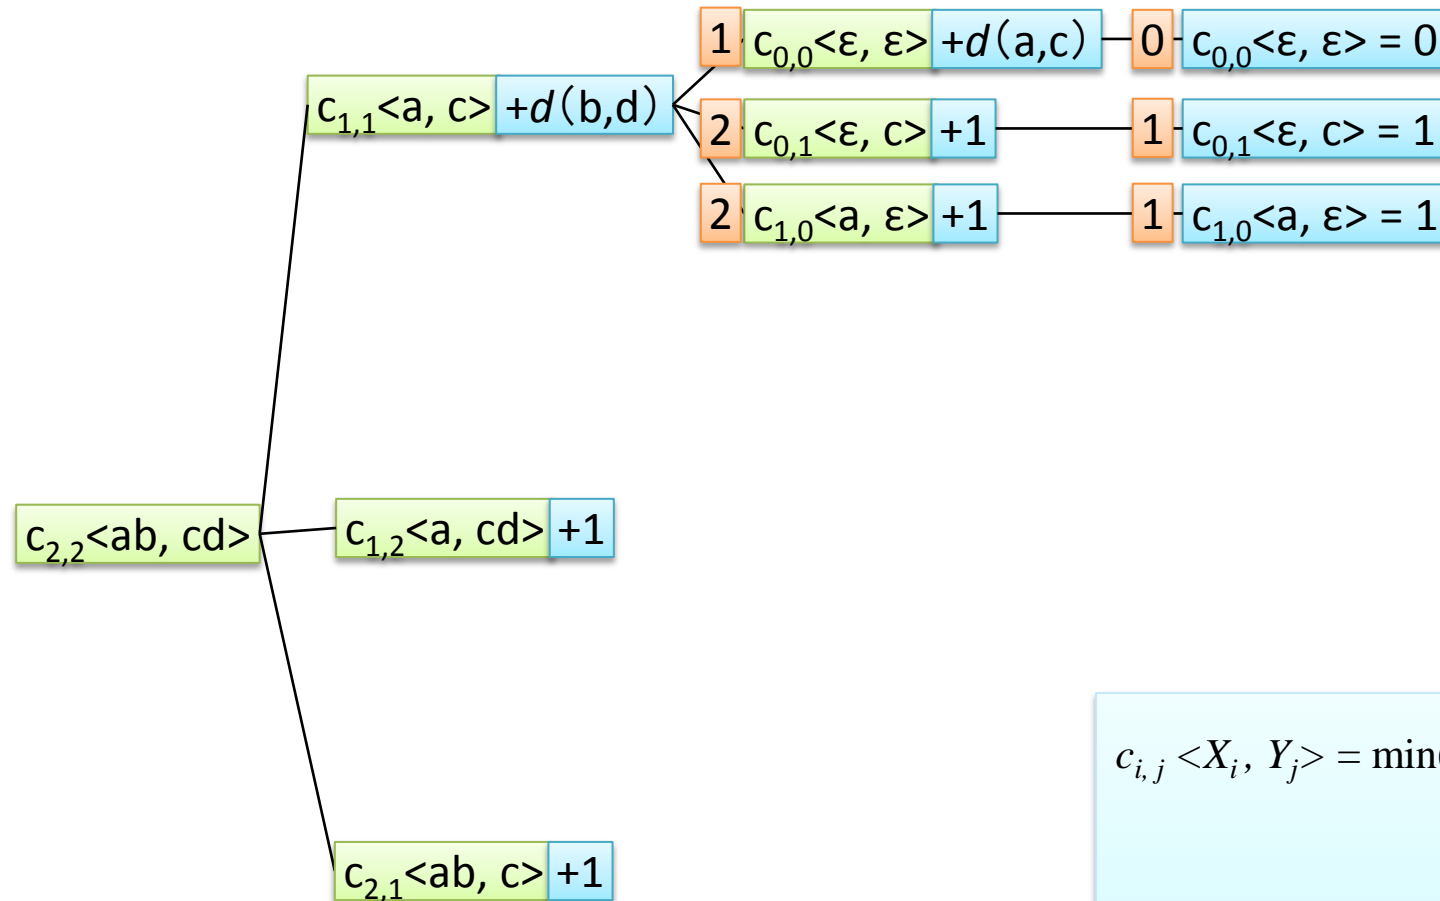 1 c0,0<ε, ε> +d(a,c) 0 c0,0<ε, ε> = 0
c1,1<a, c> +d(b,d)
2 c0,1<ε, c> +1 1 c0,1<ε, c> = 1
2 c1,0<a, ε> +1 1 c1,0<a, ε> = 1
c2,2<ab, cd> c1,2<a, cd> +1
ci, j <Xi, Yj> = min(
c2,1<ab, c> +1